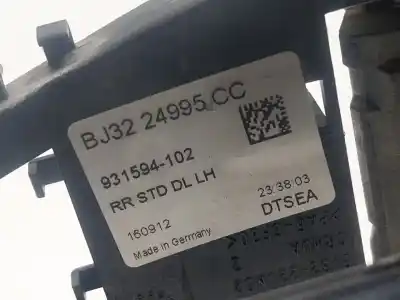 BJ32 24995 CC
931594-102
RR STD DL LH
160912
23:38:03
Made in Germany
DTSEA